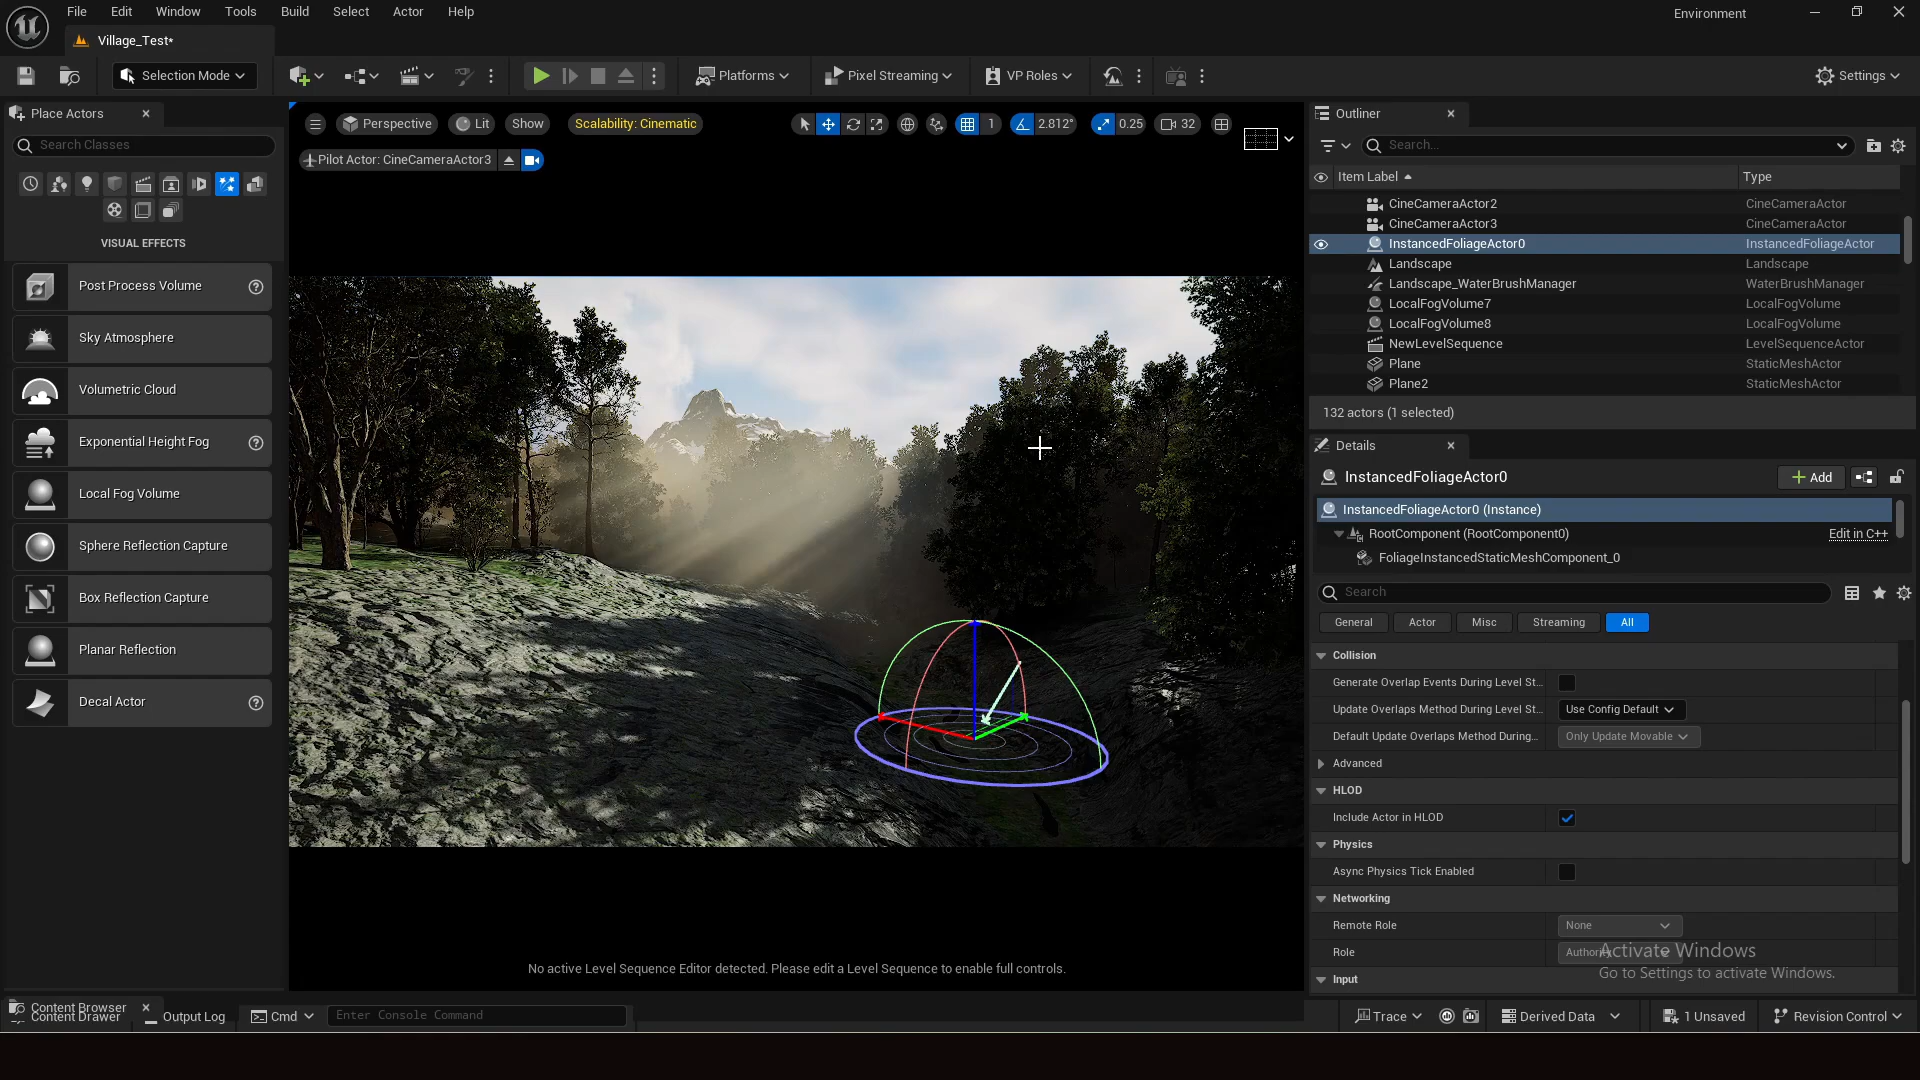 File Edit Window Tools Build Select Actor Help
Environment
Village_Test*
Selection Mode
Platforms
Pixel Streaming
VP Roles
Settings
Place Actors
Search Classes
VISUAL EFFECTS
Post Process Volume
Sky Atmosphere
Volumetric Cloud
Exponential Height Fog
Local Fog Volume
Sphere Reflection Capture
Box Reflection Capture
Planar Reflection
Decal Actor
Perspective Lit Show Scalability: Cinematic 1 2.812° 0.25 32
Pilot Actor: CineCameraActor3
No active Level Sequence Editor detected. Please edit a Level Sequence to enable full controls.
Outliner
Search...
Item Label Type
CineCameraActor2 CineCameraActor
CineCameraActor3 CineCameraActor
InstancedFoliageActor0 InstancedFoliageActor
Landscape Landscape
Landscape_WaterBrushManager WaterBrushManager
LocalFogVolume7 LocalFogVolume
LocalFogVolume8 LocalFogVolume
NewLevelSequence LevelSequenceActor
Plane StaticMeshActor
Plane2 StaticMeshActor
132 actors (1 selected)
Details
InstancedFoliageActor0
Add
InstancedFoliageActor0 (Instance)
RootComponent (RootComponent0) Edit in C++
FoliageInstancedStaticMeshComponent_0
Search
General Actor Misc Streaming All
Collision
Generate Overlap Events During Level St...
Update Overlaps Method During Level St... Use Config Default
Default Update Overlaps Method During... Only Update Movable
Advanced
HLOD
Include Actor in HLOD
Physics
Async Physics Tick Enabled
Networking
Remote Role None
Role Authority
Input
Activate Windows
Go to Settings to activate Windows.
Content Browser
Content Drawer Output Log Cmd Enter Console Command
Trace Derived Data 1 Unsaved Revision Control